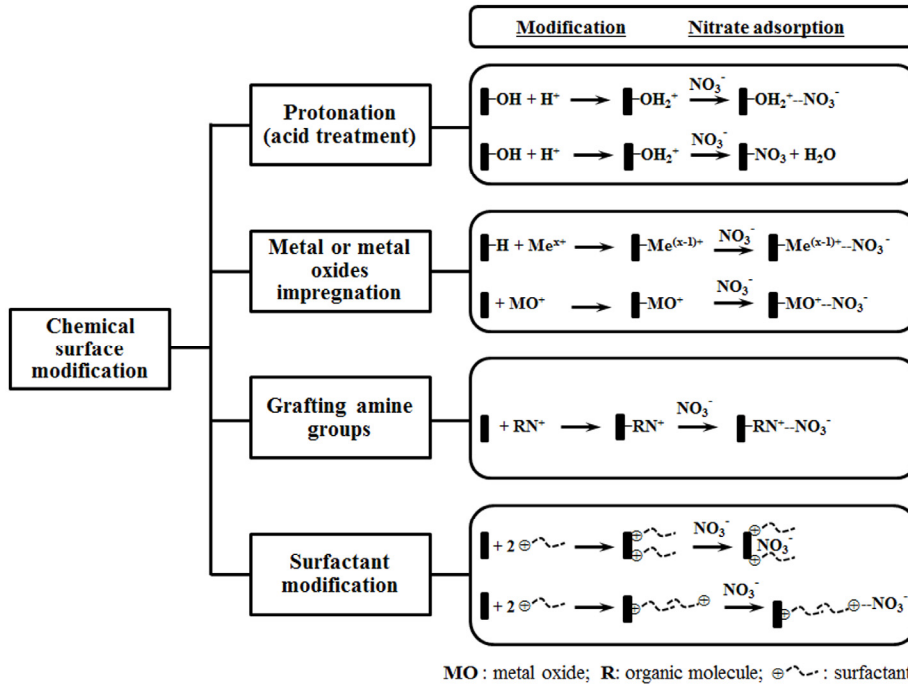 Modification Nitrate adsorption
Protonation
(acid treatment)
-OH + H⁺ -OH₂⁺ NO₃⁻ -OH₂⁺--NO₃⁻
-OH + H⁺ -OH₂⁺ NO₃⁻ -NO₃ + H₂O
Metal or metal
oxides
impregnation
-H + Meˣ⁺ -Me⁽ˣ⁻¹⁾⁺ NO₃⁻ -Me⁽ˣ⁻¹⁾⁺--NO₃⁻
+ MO⁺ -MO⁺ NO₃⁻ -MO⁺--NO₃⁻
Chemical
surface
modification
Grafting amine
groups
+ RN⁺ -RN⁺ NO₃⁻ -RN⁺--NO₃⁻
Surfactant
modification
+ 2 ⊕ ⊕ ⊕ NO₃⁻ ⊕ NO₃⁻ ⊕
+ 2 ⊕ ⊕ ⊕ NO₃⁻ ⊕ ⊕--NO₃⁻
MO : metal oxide; R: organic molecule; ⊕ : surfactant